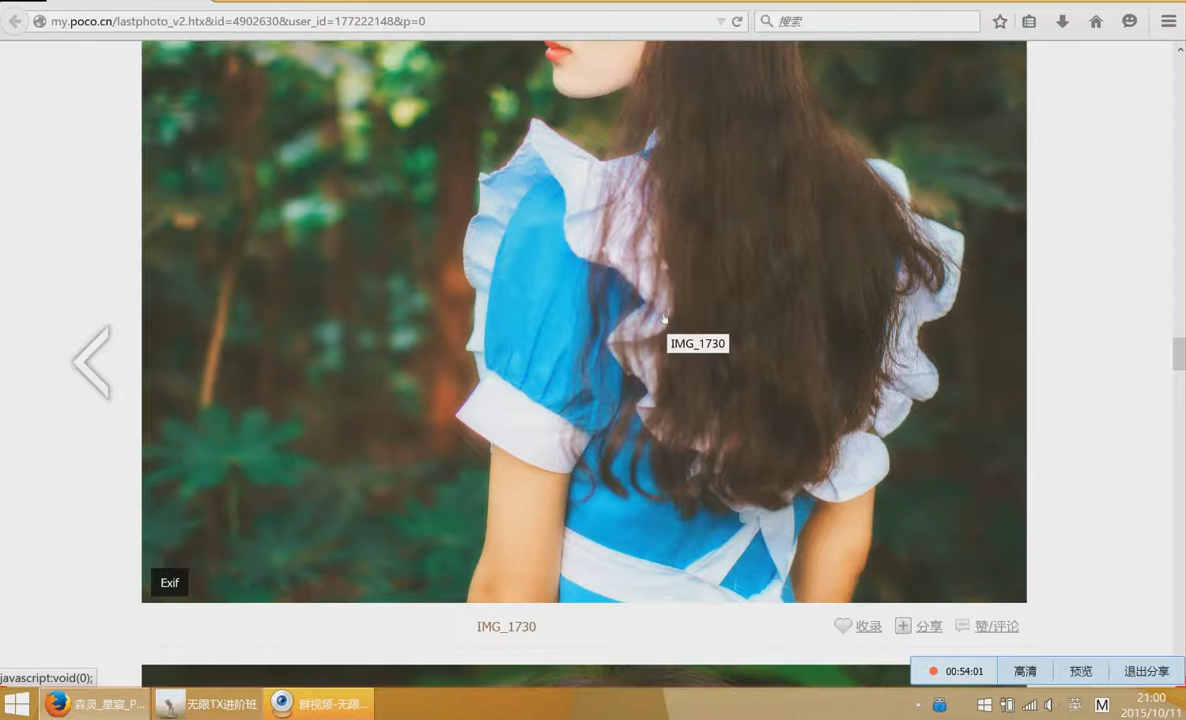 my.poco.cn/lastphoto_v2.htx&id=4902630&user_id=177222148&p=0
搜索
IMG_1730
Exif
IMG_1730
收录
分享
赞/评论
javascript:void(0);
00:54:01
高清
预览
退出分享
森灵_星宸_P...
无限TX进阶班
群视频-无限...
英
M
21:00
2015/10/11